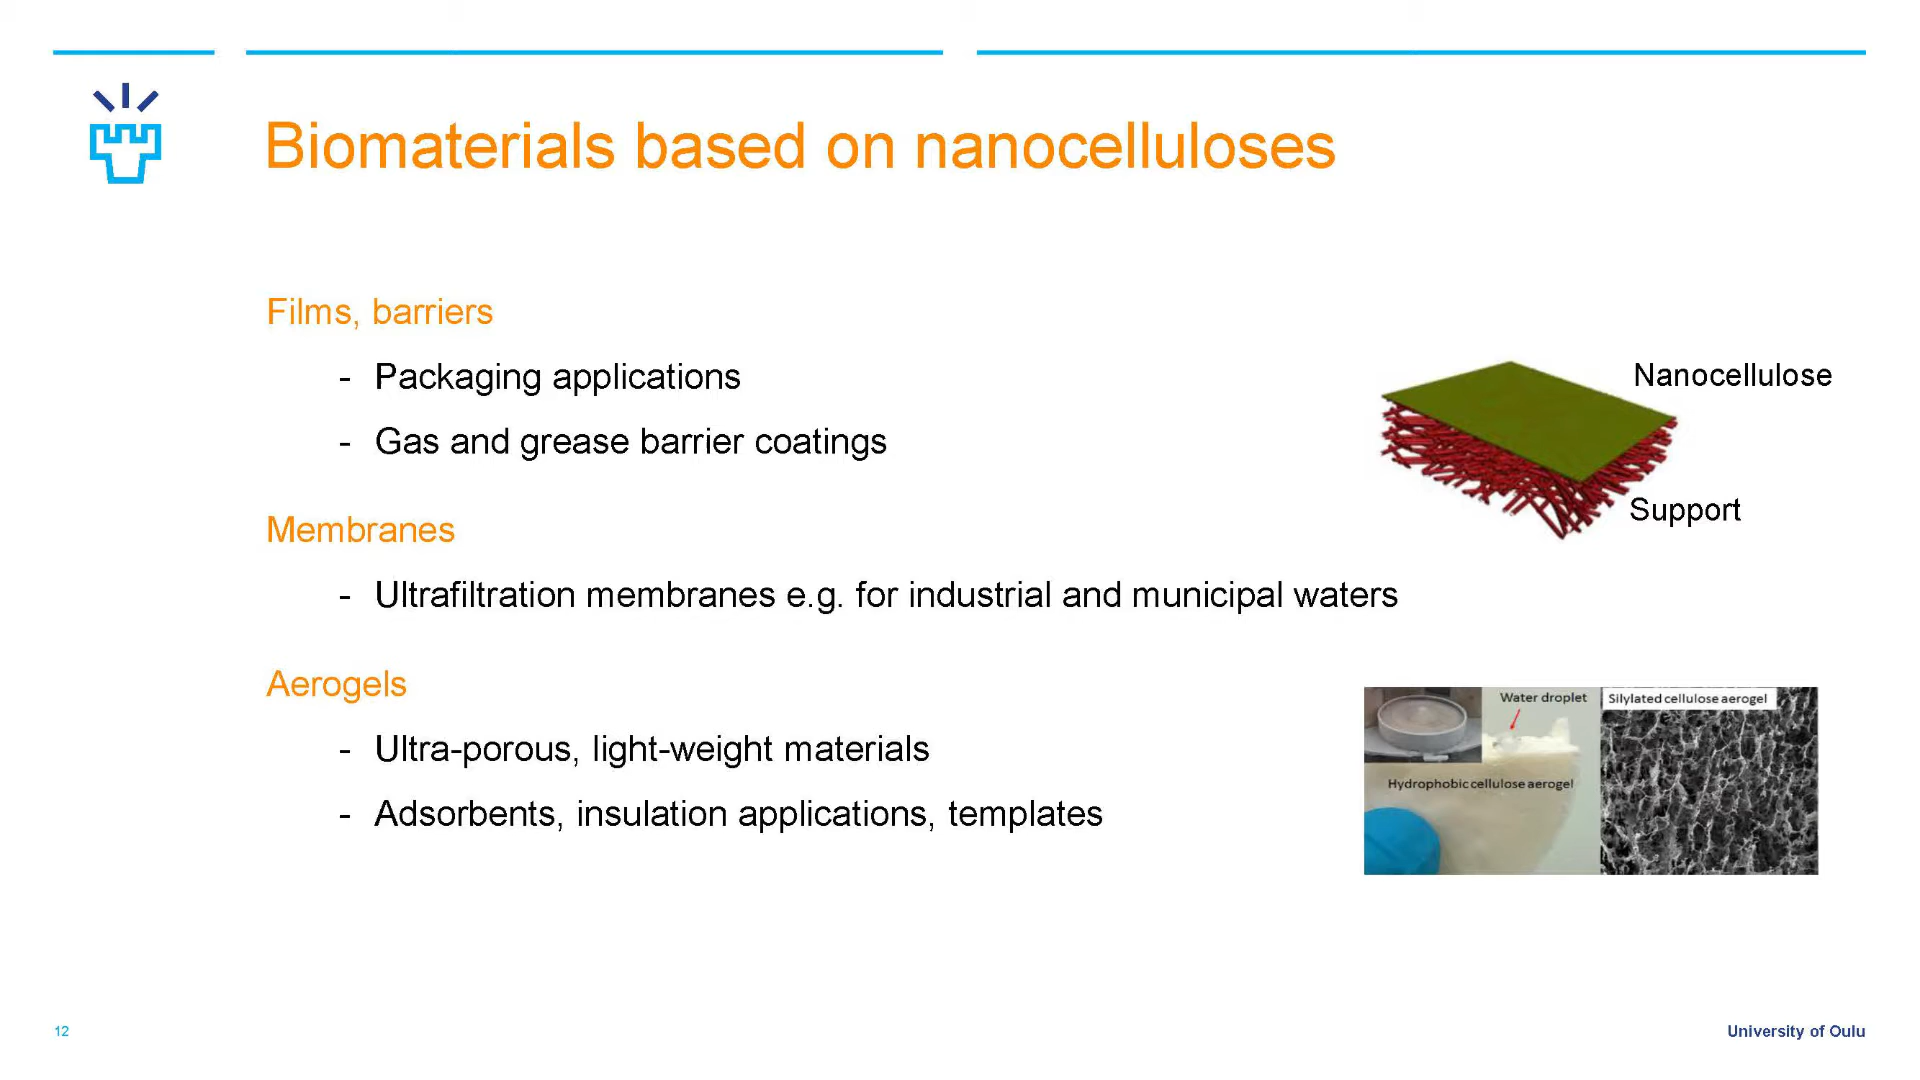 Biomaterials based on nanocelluloses
Films, barriers
- Packaging applications
- Gas and grease barrier coatings
Nanocellulose
Support
Membranes
- Ultrafiltration membranes e.g. for industrial and municipal waters
Aerogels
- Ultra-porous, light-weight materials
- Adsorbents, insulation applications, templates
Water droplet
Silylated cellulose aerogel
Hydrophobic cellulose aerogel
12
University of Oulu